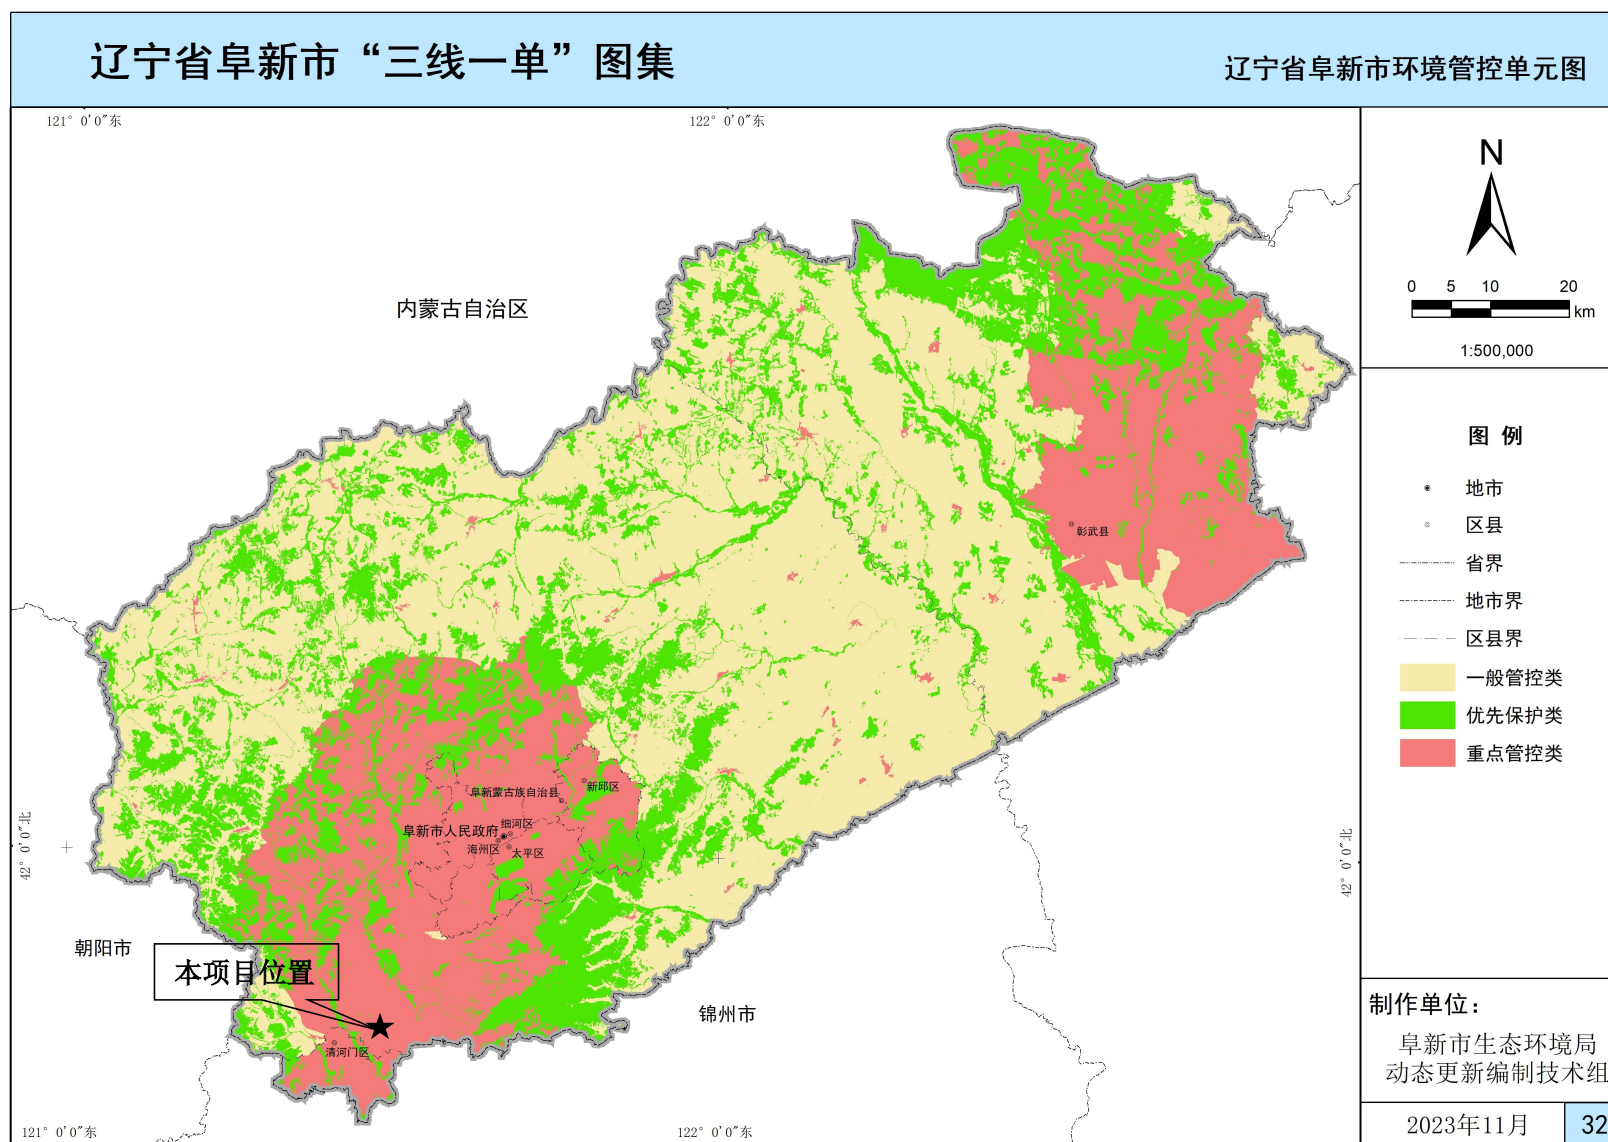 辽宁省阜新市“三线一单”图集
辽宁省阜新市环境管控单元图
121° 0'0"东
122° 0'0"东
N
0 5 10 20
km
1:500,000
内蒙古自治区
图 例
地市
区县
省界
地市界
区县界
一般管控类
优先保护类
重点管控类
彰武县
新邱区
阜新蒙古族自治县
细河区
阜新市人民政府
海州区
太平区
42° 0'0"北
42° 0'0"北
朝阳市
本项目位置
锦州市
清河门区
制作单位：
阜新市生态环境局
动态更新编制技术组
2023年11月
32
121° 0'0"东
122° 0'0"东